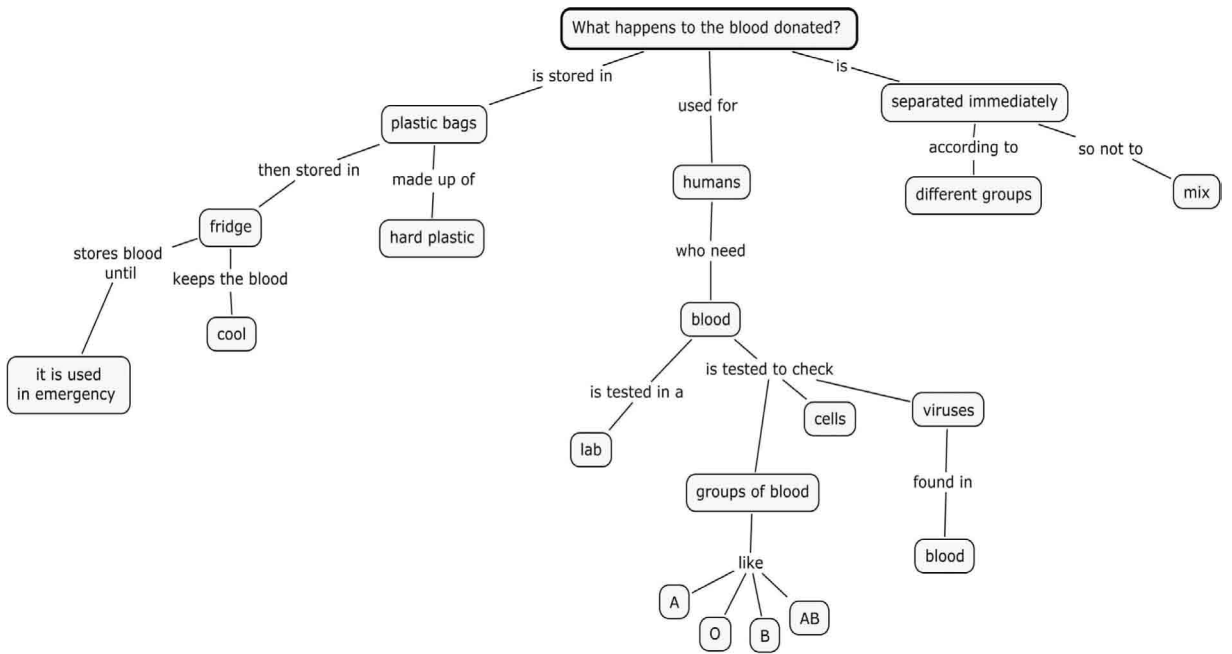 What happens to the blood donated?
is stored in
is
used for
plastic bags
separated immediately
then stored in
made up of
according to
so not to
humans
different groups
mix
fridge
hard plastic
stores blood
until
keeps the blood
who need
cool
blood
it is used
in emergency
is tested in a
is tested to check
cells
viruses
lab
groups of blood
found in
like
blood
A
O
B
AB